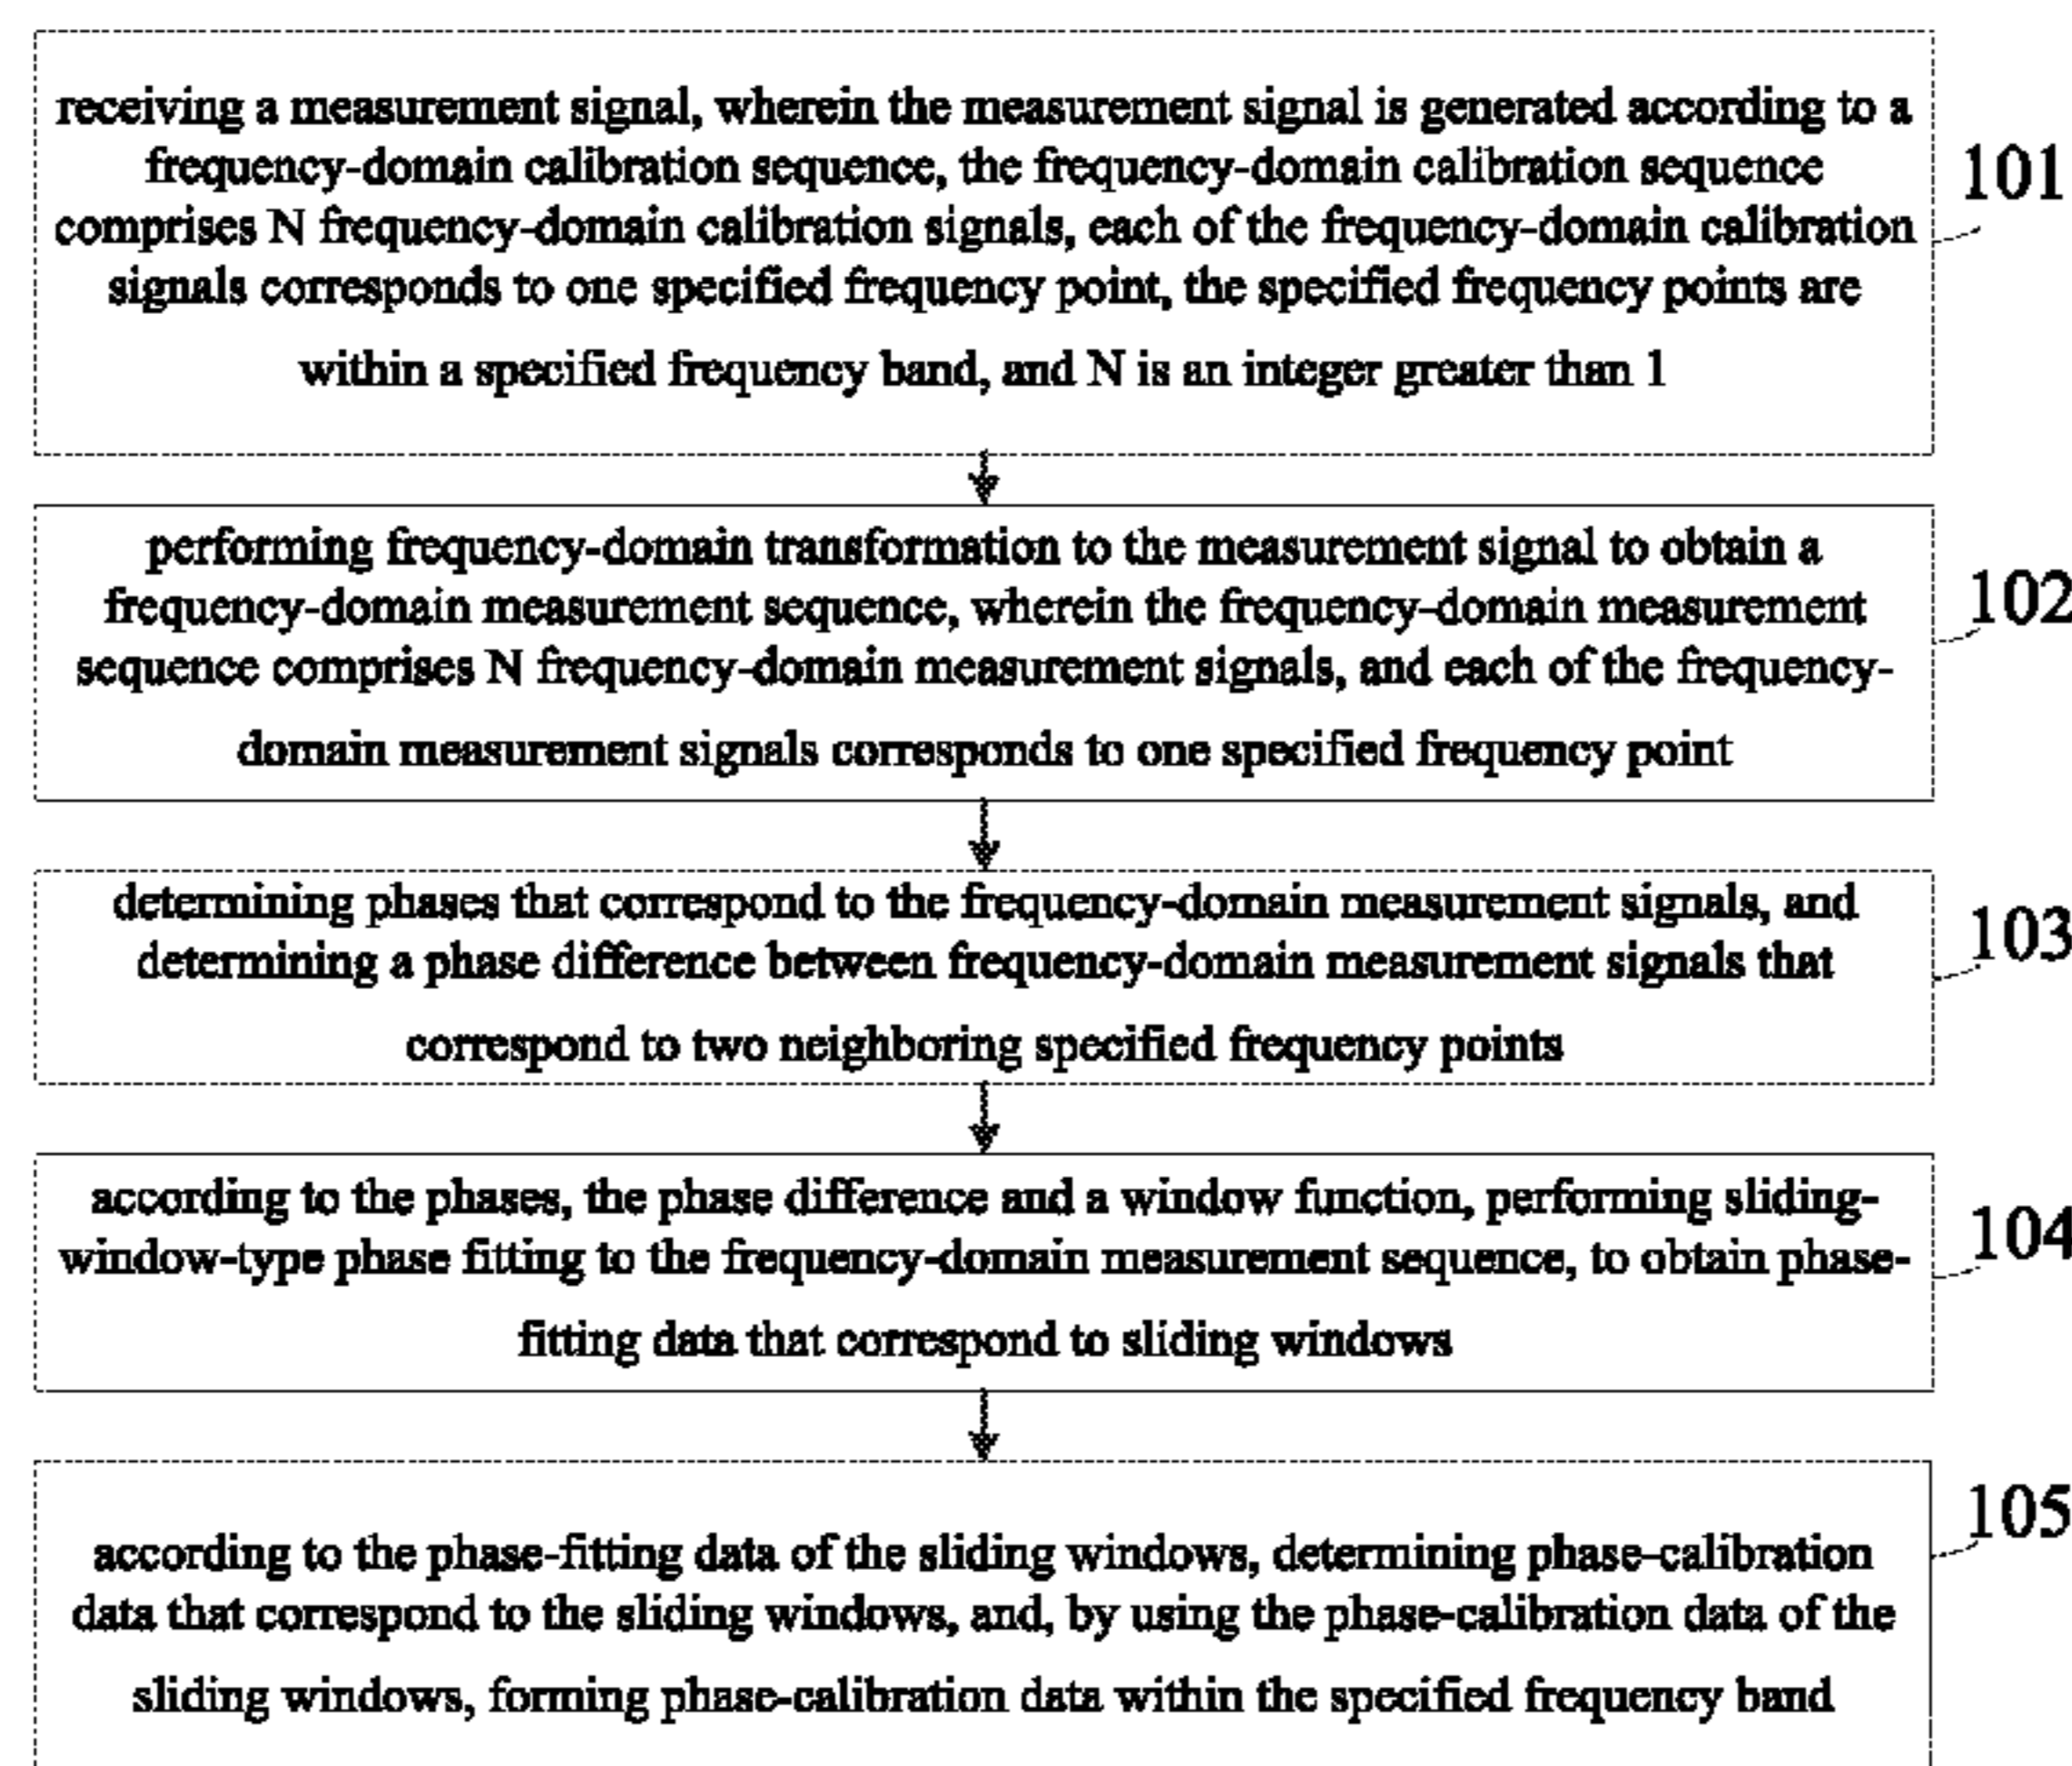 receiving a measurement signal, wherein the measurement signal is generated according to a
frequency-domain calibration sequence, the frequency-domain calibration sequence
comprises N frequency-domain calibration signals, each of the frequency-domain calibration
signals corresponds to one specified frequency point, the specified frequency points are
within a specified frequency band, and N is an integer greater than 1
101
performing frequency-domain transformation to the measurement signal to obtain a
frequency-domain measurement sequence, wherein the frequency-domain measurement
sequence comprises N frequency-domain measurement signals, and each of the frequency-
domain measurement signals corresponds to one specified frequency point
102
determining phases that correspond to the frequency-domain measurement signals, and
determining a phase difference between frequency-domain measurement signals that
correspond to two neighboring specified frequency points
103
according to the phases, the phase difference and a window function, performing sliding-
window-type phase fitting to the frequency-domain measurement sequence, to obtain phase-
fitting data that correspond to sliding windows
104
according to the phase-fitting data of the sliding windows, determining phase-calibration
data that correspond to the sliding windows, and, by using the phase-calibration data of the
sliding windows, forming phase-calibration data within the specified frequency band
105